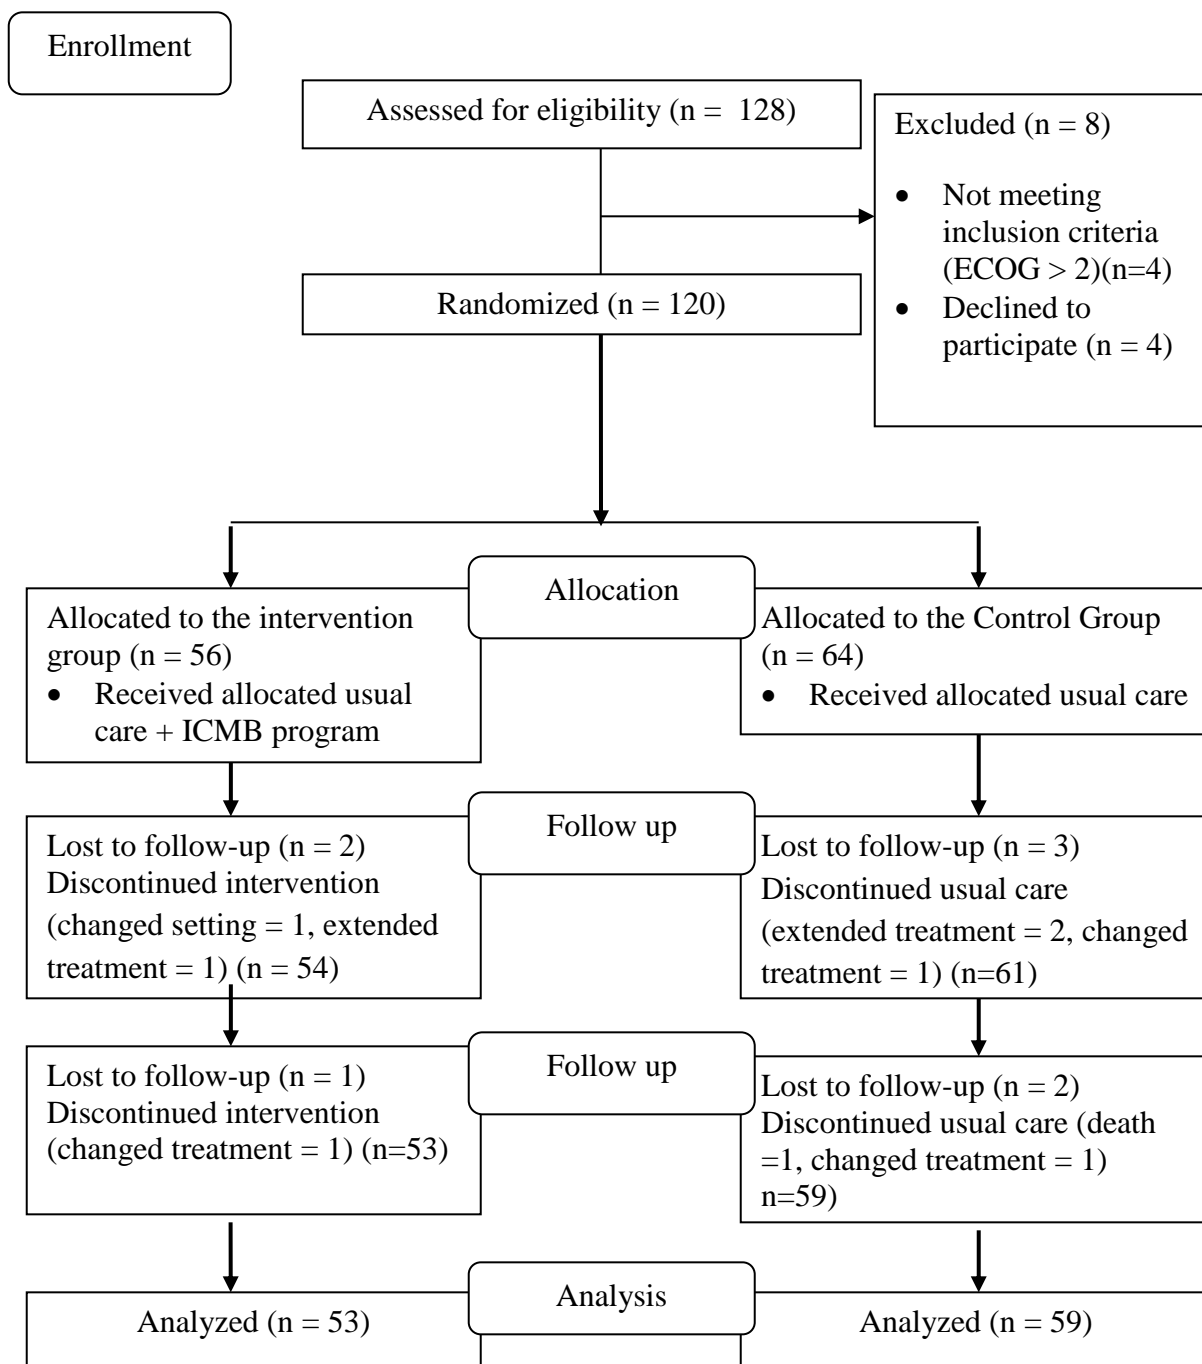 Enrollment
Assessed for eligibility (n =  128)
Excluded (n = 8)
• Not meeting
inclusion criteria
(ECOG > 2)(n=4)
• Declined to
participate (n = 4)
Randomized (n = 120)
Allocation
Allocated to the intervention
group (n = 56)
• Received allocated usual
care + ICMB program
Allocated to the Control Group
(n = 64)
• Received allocated usual care
Follow up
Lost to follow-up (n = 2)
Discontinued intervention
(changed setting = 1, extended
treatment = 1) (n = 54)
Lost to follow-up (n = 3)
Discontinued usual care
(extended treatment = 2, changed
treatment = 1) (n=61)
Follow up
Lost to follow-up (n = 1)
Discontinued intervention
(changed treatment = 1) (n=53)
Lost to follow-up (n = 2)
Discontinued usual care (death
=1, changed treatment = 1)
n=59)
Analysis
Analyzed (n = 53)
Analyzed (n = 59)